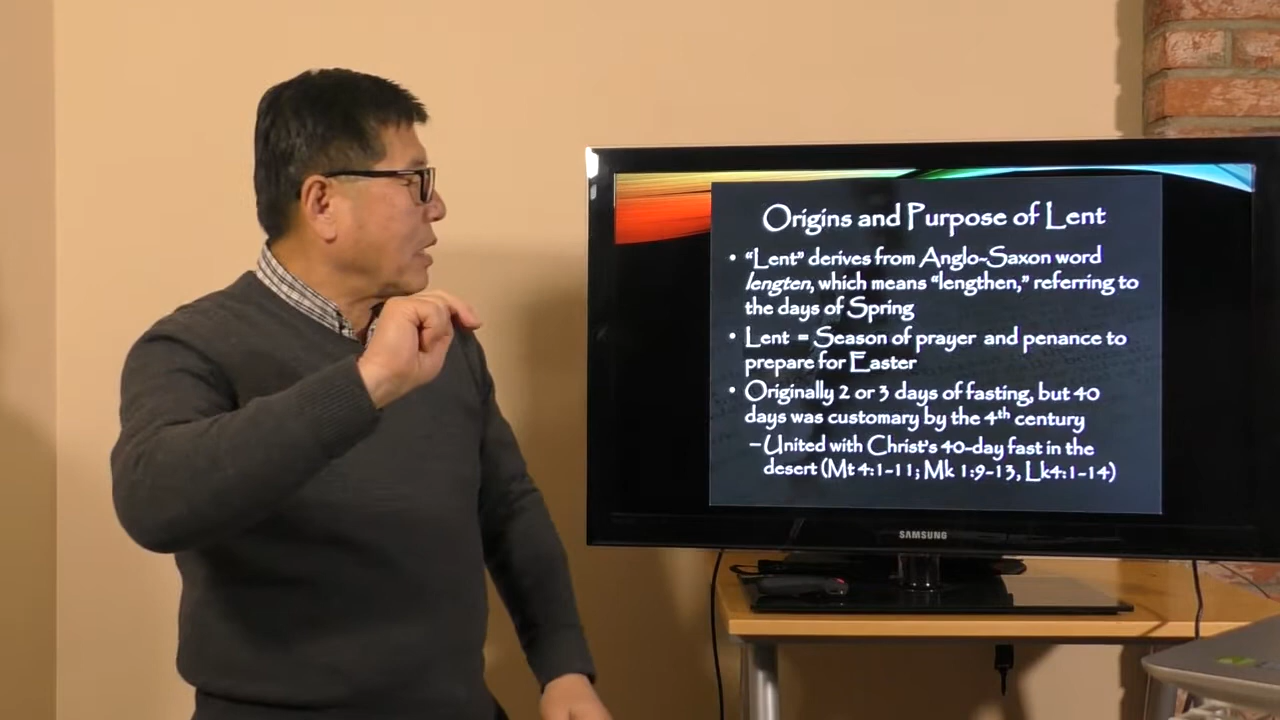 Origins and Purpose of Lent
• “Lent” derives from Anglo-Saxon word
lengten, which means “lengthen,” referring to
the days of Spring
• Lent = Season of prayer and penance to
prepare for Easter
• Originally 2 or 3 days of fasting, but 40
days was customary by the 4th century
–United with Christ's 40-day fast in the
desert (Mt 4:1-11; Mk 1:9-13, Lk4:1-14)
SAMSUNG